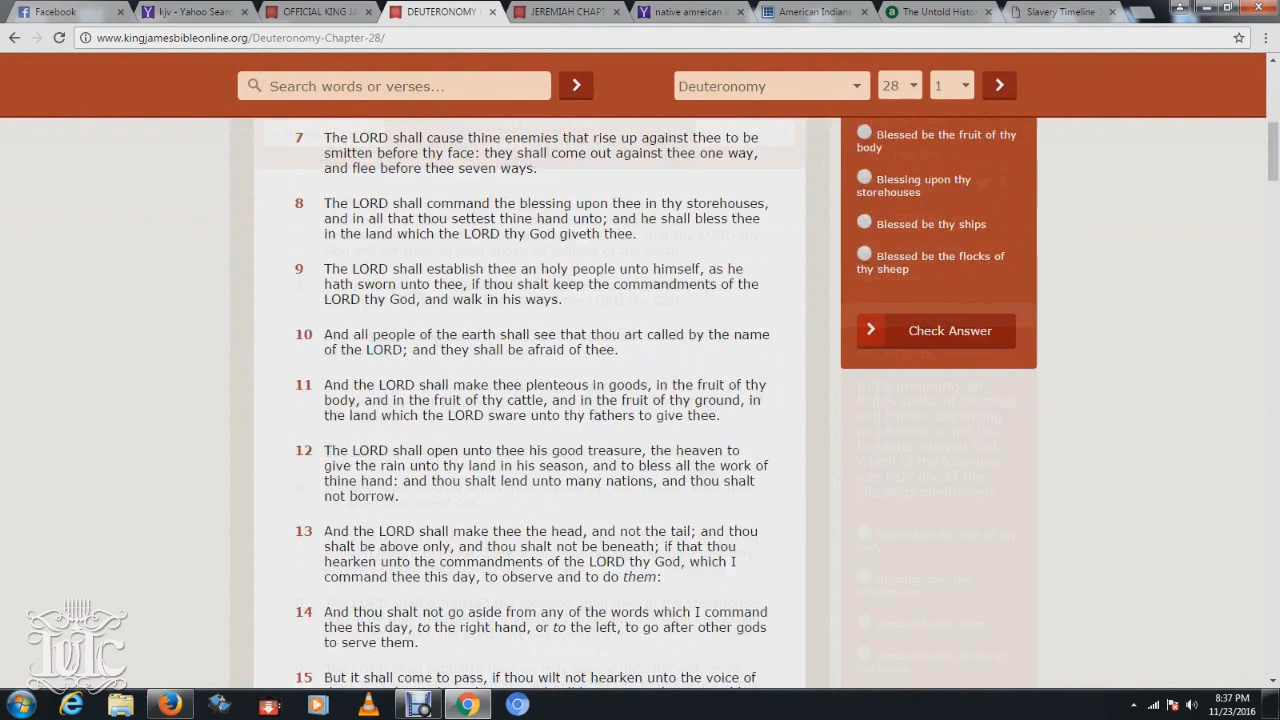 Facebook
kjv - Yahoo Sear
OFFICIAL KING JA
DEUTERONOMY
JEREMIAH CHAPT
native amreican i
American Indians
The Untold Histor
Slavery Timeline
www.kingjamesbibleonline.org/Deuteronomy-Chapter-28/
Search words or verses...
Deuteronomy
28
1
7 The LORD shall cause thine enemies that rise up against thee to be
smitten before thy face: they shall come out against thee one way,
and flee before thee seven ways.
8 The LORD shall command the blessing upon thee in thy storehouses,
and in all that thou settest thine hand unto; and he shall bless thee
in the land which the LORD thy God giveth thee.
9 The LORD shall establish thee an holy people unto himself, as he
hath sworn unto thee, if thou shalt keep the commandments of the
LORD thy God, and walk in his ways.
10 And all people of the earth shall see that thou art called by the name
of the LORD; and they shall be afraid of thee.
11 And the LORD shall make thee plenteous in goods, in the fruit of thy
body, and in the fruit of thy cattle, and in the fruit of thy ground, in
the land which the LORD sware unto thy fathers to give thee.
12 The LORD shall open unto thee his good treasure, the heaven to
give the rain unto thy land in his season, and to bless all the work of
thine hand: and thou shalt lend unto many nations, and thou shalt
not borrow.
13 And the LORD shall make thee the head, and not the tail; and thou
shalt be above only, and thou shalt not be beneath; if that thou
hearken unto the commandments of the LORD thy God, which I
command thee this day, to observe and to do them:
14 And thou shalt not go aside from any of the words which I command
thee this day, to the right hand, or to the left, to go after other gods
to serve them.
15 But it shall come to pass, if thou wilt not hearken unto the voice of
Blessed be the fruit of thy
body
Blessing upon thy
storehouses
Blessed be thy ships
Blessed be the flocks of
thy sheep
Check Answer
IUIC
8:37 PM
11/23/2016